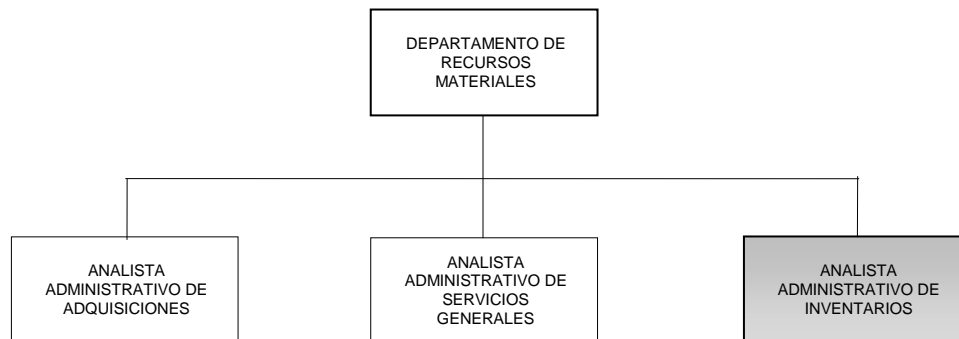 DEPARTAMENTO DE
RECURSOS
MATERIALES
ANALISTA
ADMINISTRATIVO DE
ADQUISICIONES
ANALISTA
ADMINISTRATIVO DE
SERVICIOS
GENERALES
ANALISTA
ADMINISTRATIVO DE
INVENTARIOS